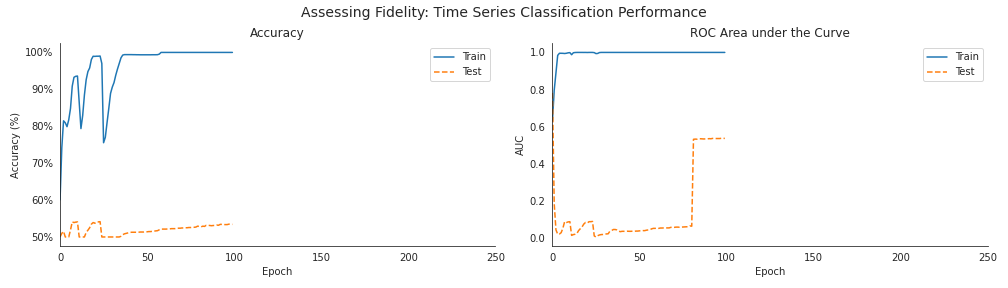 Assessing Fidelity: Time Series Classification Performance
Accuracy
100%
90%
80%
70%
60%
50%
Accuracy (%)
0
50
100
150
200
250
Epoch
Train
Test
ROC Area under the Curve
1.0
0.8
0.6
0.4
0.2
0.0
AUC
0
50
100
150
200
250
Epoch
Train
Test